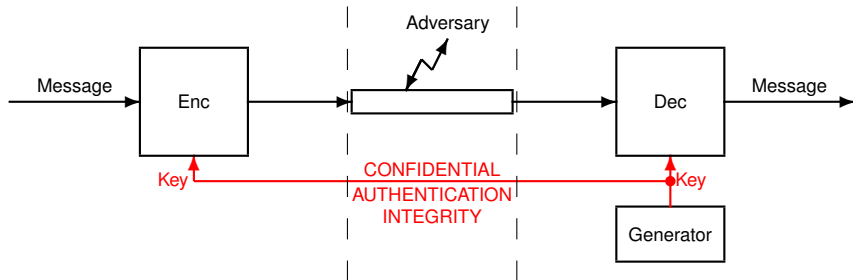 Adversary
Message
Enc
Dec
Message
Key
CONFIDENTIAL
AUTHENTICATION
INTEGRITY
Key
Generator